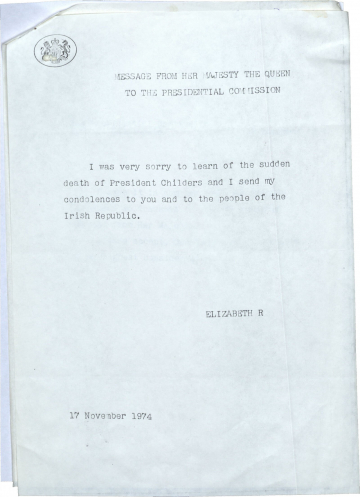 MESSAGE FROM HER MAJESTY THE QUEEN
TO THE PRESIDENTIAL COMMISSION
I was very sorry to learn of the sudden
death of President Childers and I send my
condolences to you and to the people of the
Irish Republic.
ELIZABETH R
17 November 1974